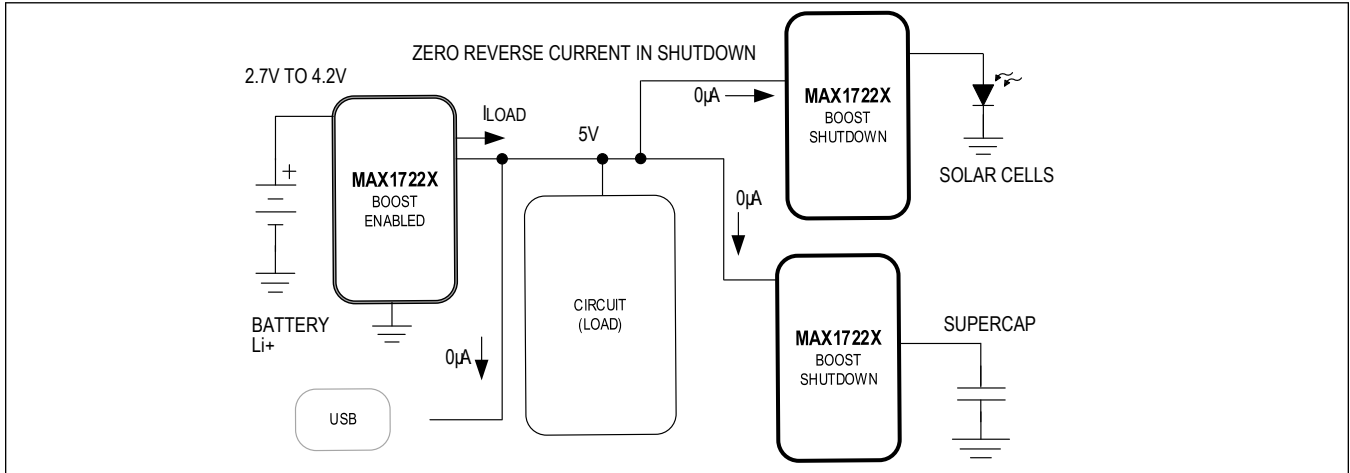 ZERO REVERSE CURRENT IN SHUTDOWN
2.7V TO 4.2V
MAX1722X
BOOST
ENABLED
+
BATTERY
Li+
ILOAD
5V
0µA
USB
CIRCUIT
(LOAD)
0µA
MAX1722X
BOOST
SHUTDOWN
SOLAR CELLS
0µA
MAX1722X
BOOST
SHUTDOWN
SUPERCAP